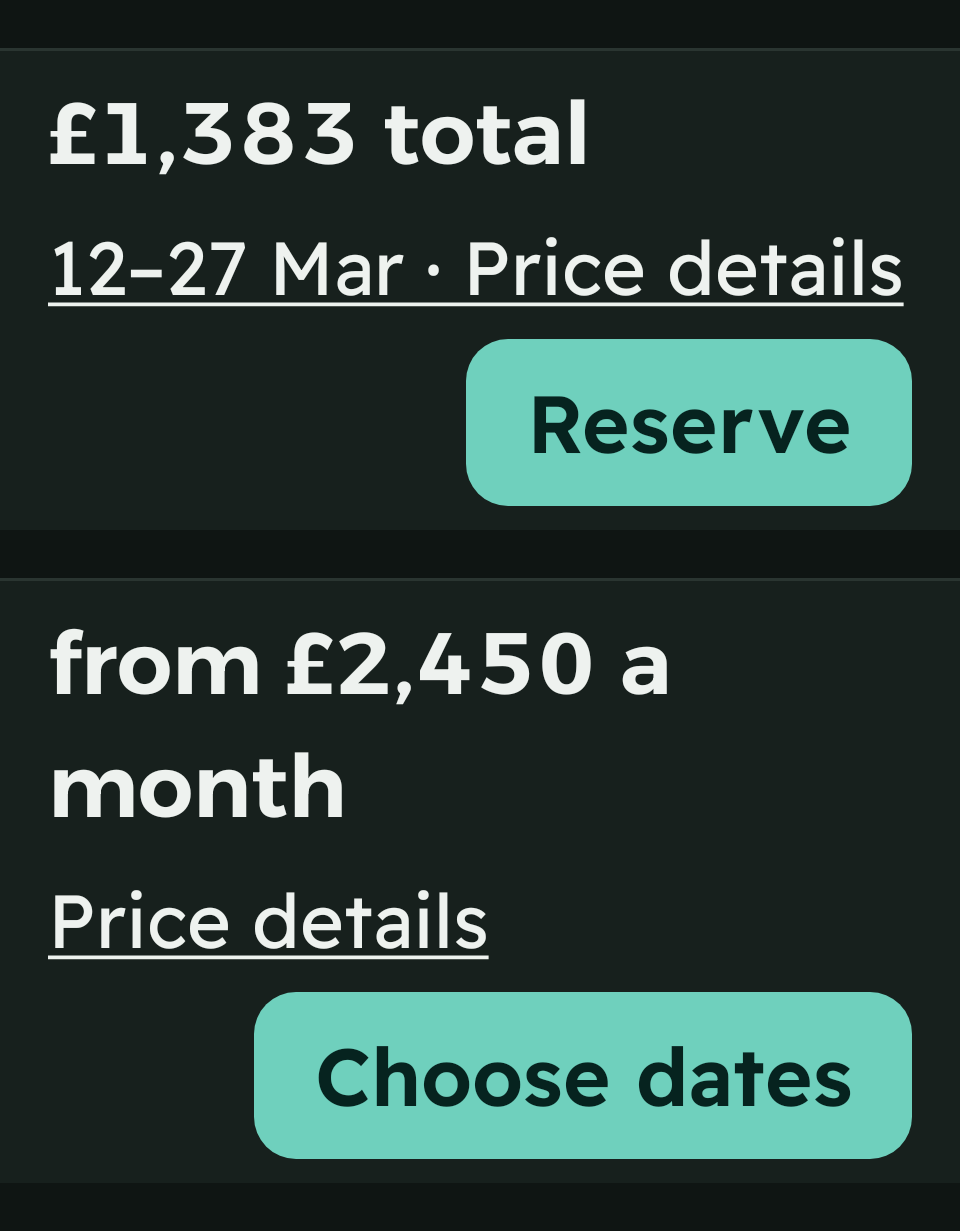 £1,383 total
12–27 Mar · Price details
Reserve
from £2,450 a
month
Price details
Choose dates